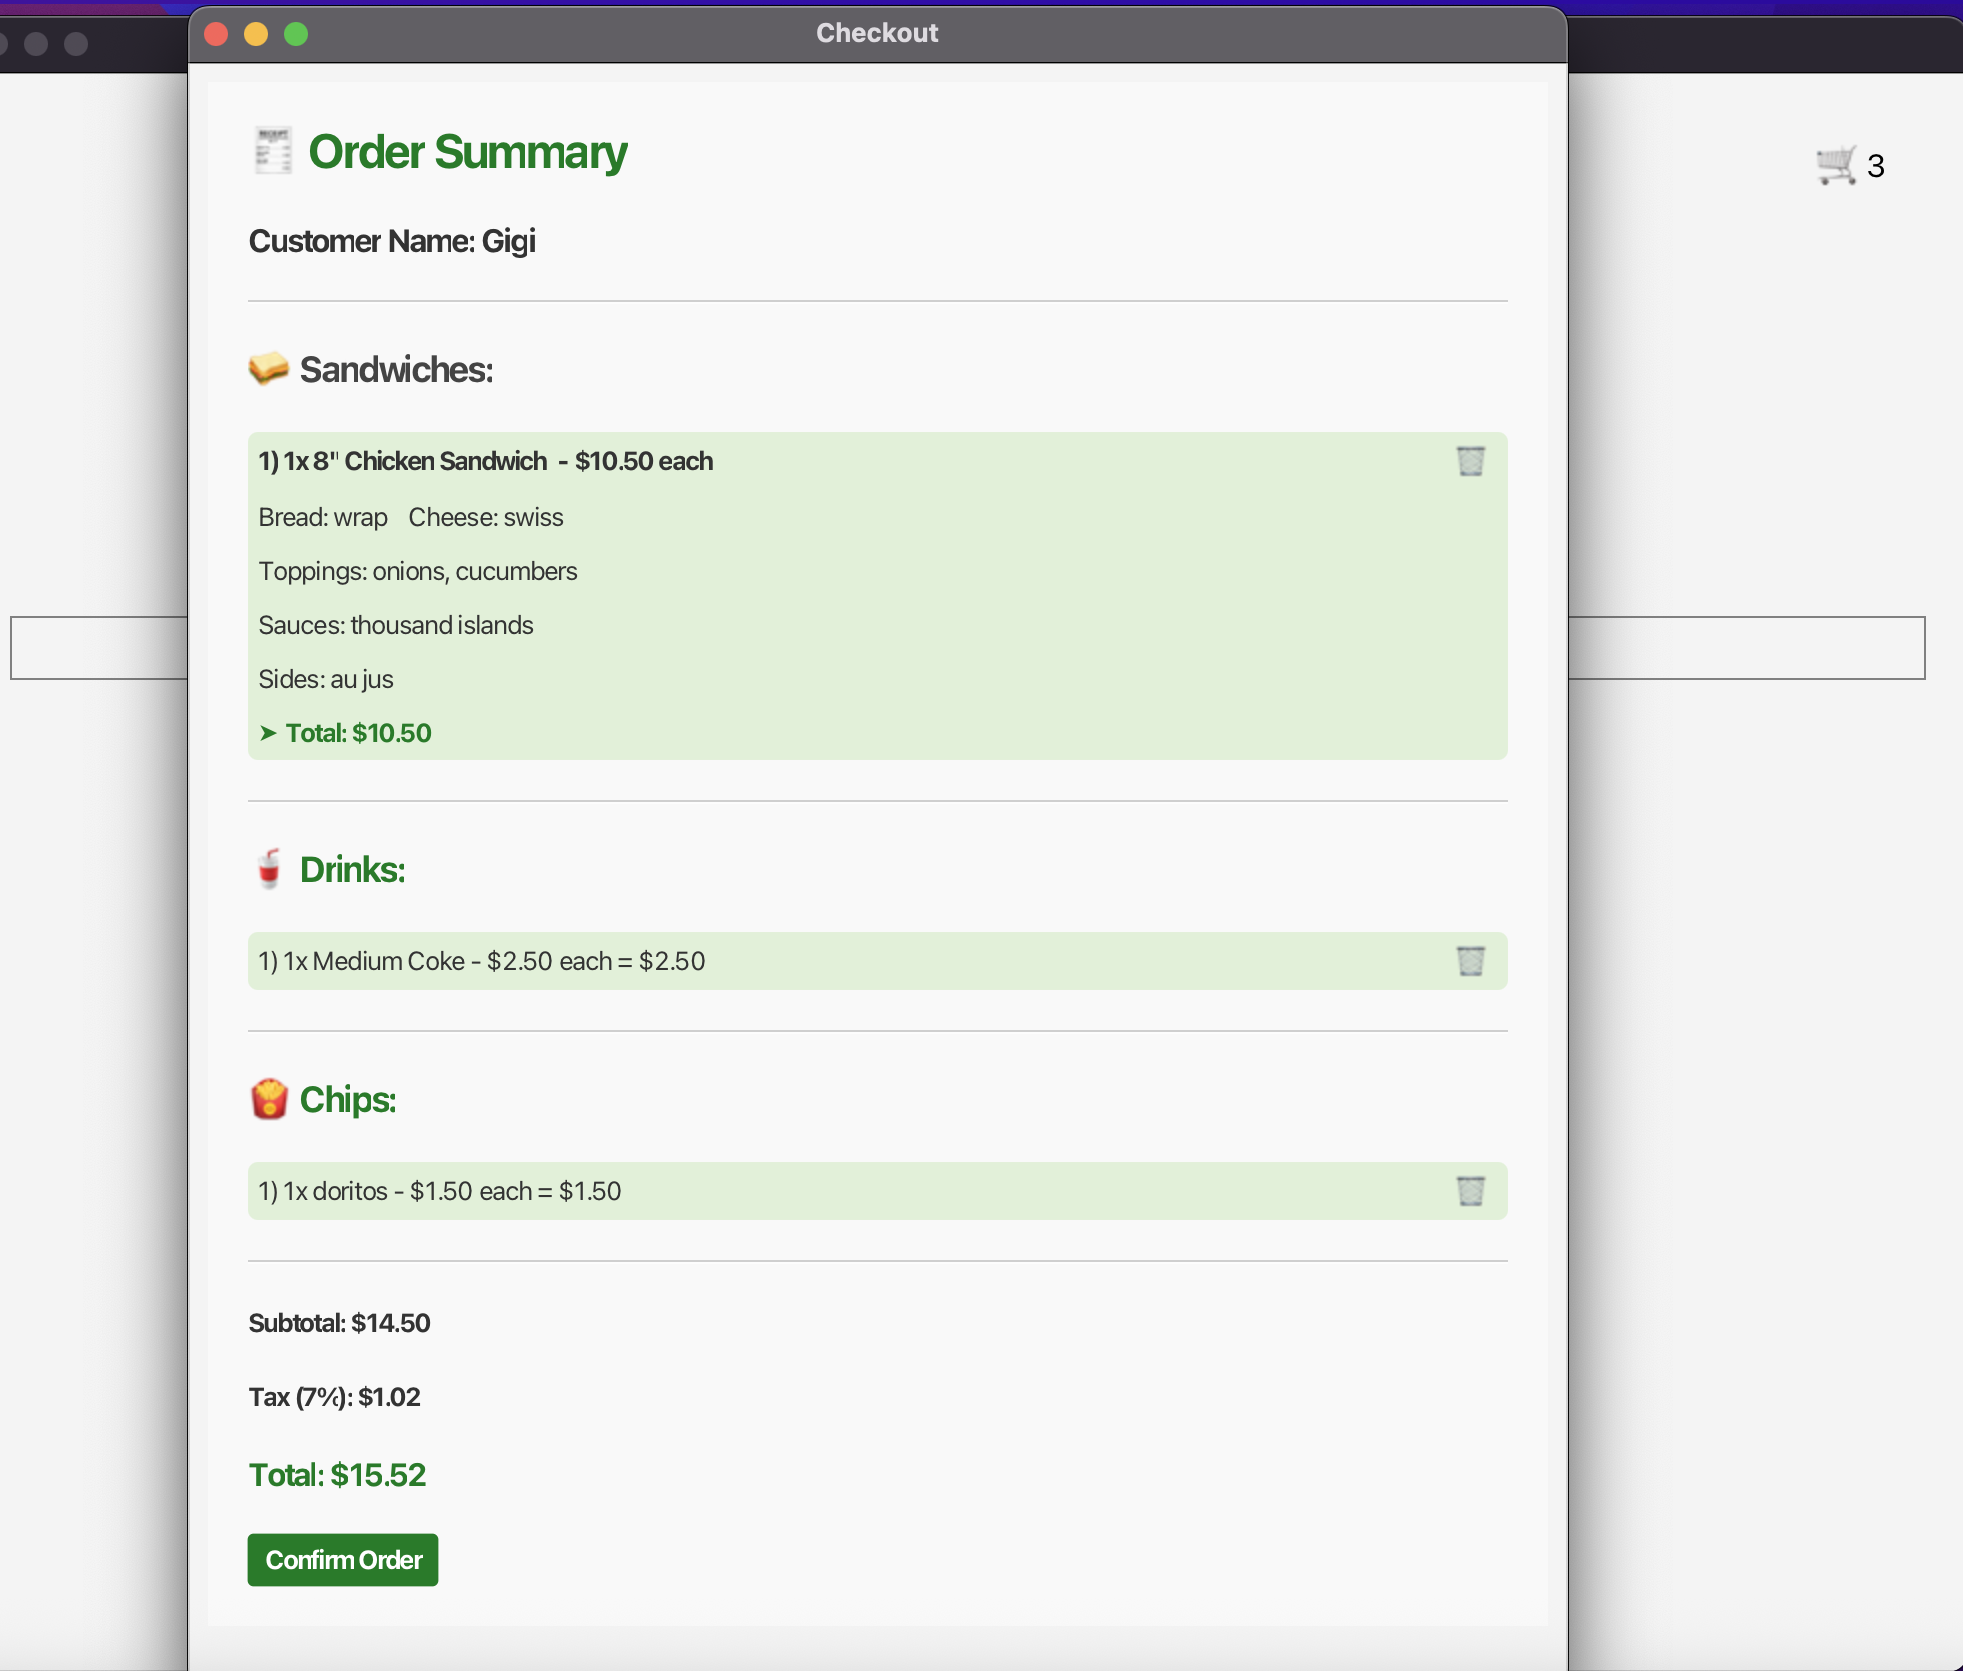 Checkout
Order Summary
3
Customer Name: Gigi
Sandwiches:
1) 1x 8" Chicken Sandwich - $10.50 each
Bread: wrap Cheese: swiss
Toppings: onions, cucumbers
Sauces: thousand islands
Sides: au jus
➤ Total: $10.50
Drinks:
1) 1x Medium Coke - $2.50 each = $2.50
Chips:
1) 1x doritos - $1.50 each = $1.50
Subtotal: $14.50
Tax (7%): $1.02
Total: $15.52
Confirm Order